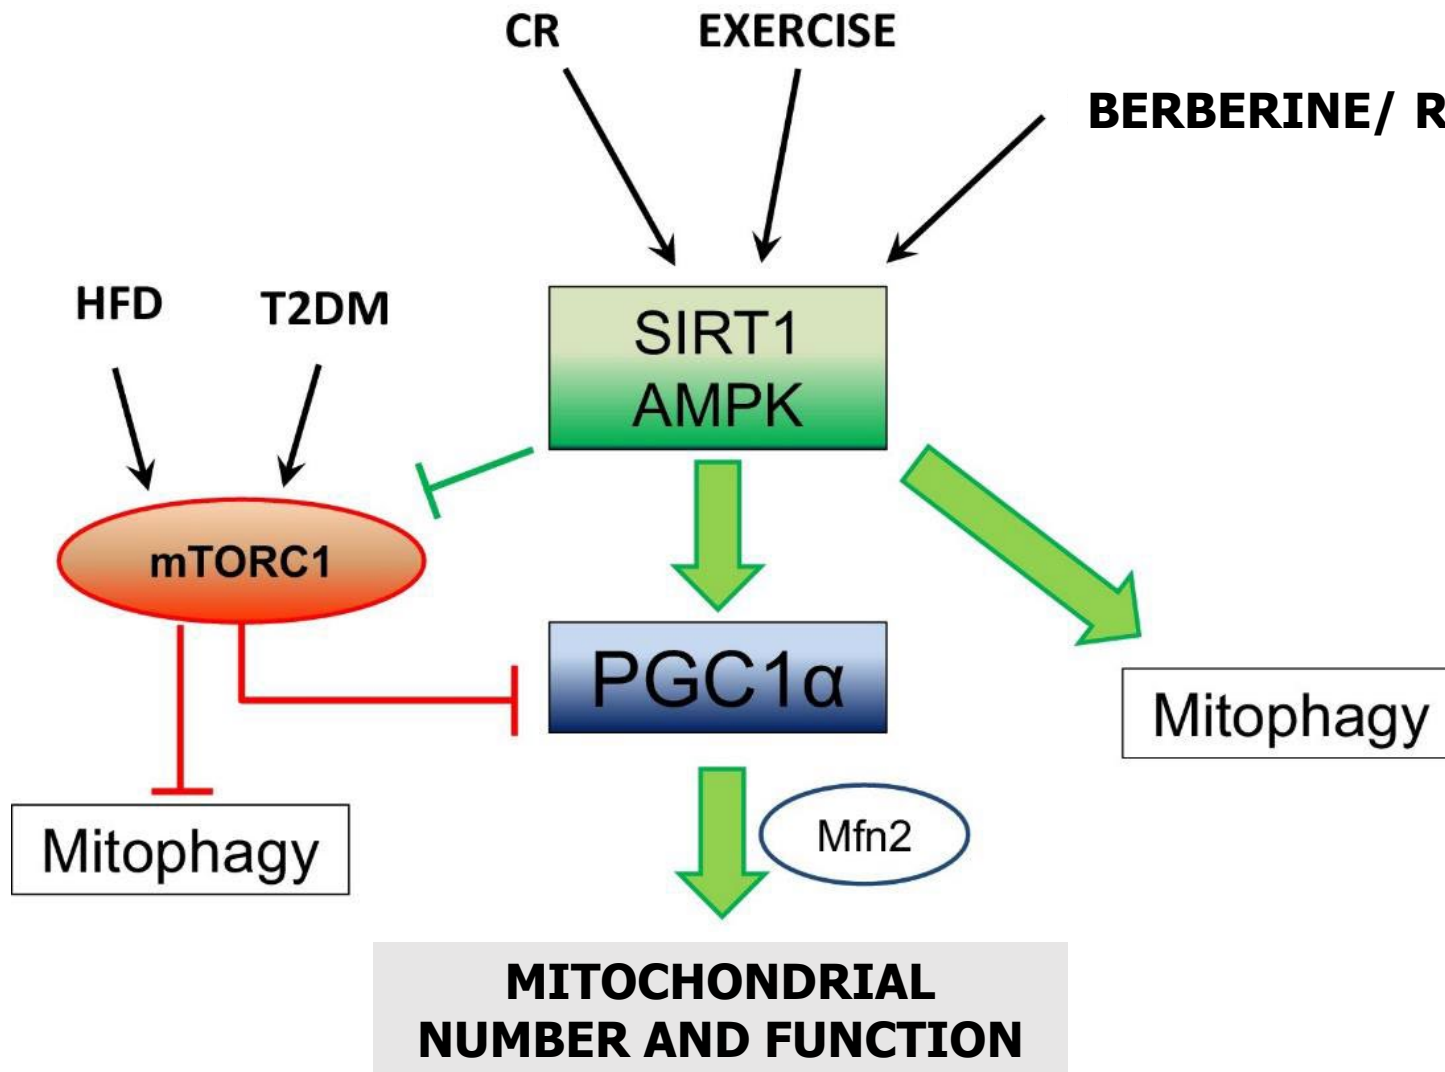 CR
EXERCISE
BERBERINE/ R
HFD
T2DM
SIRT1
AMPK
mTORC1
PGC1α
Mitophagy
Mfn2
Mitophagy
MITOCHONDRIAL
NUMBER AND FUNCTION